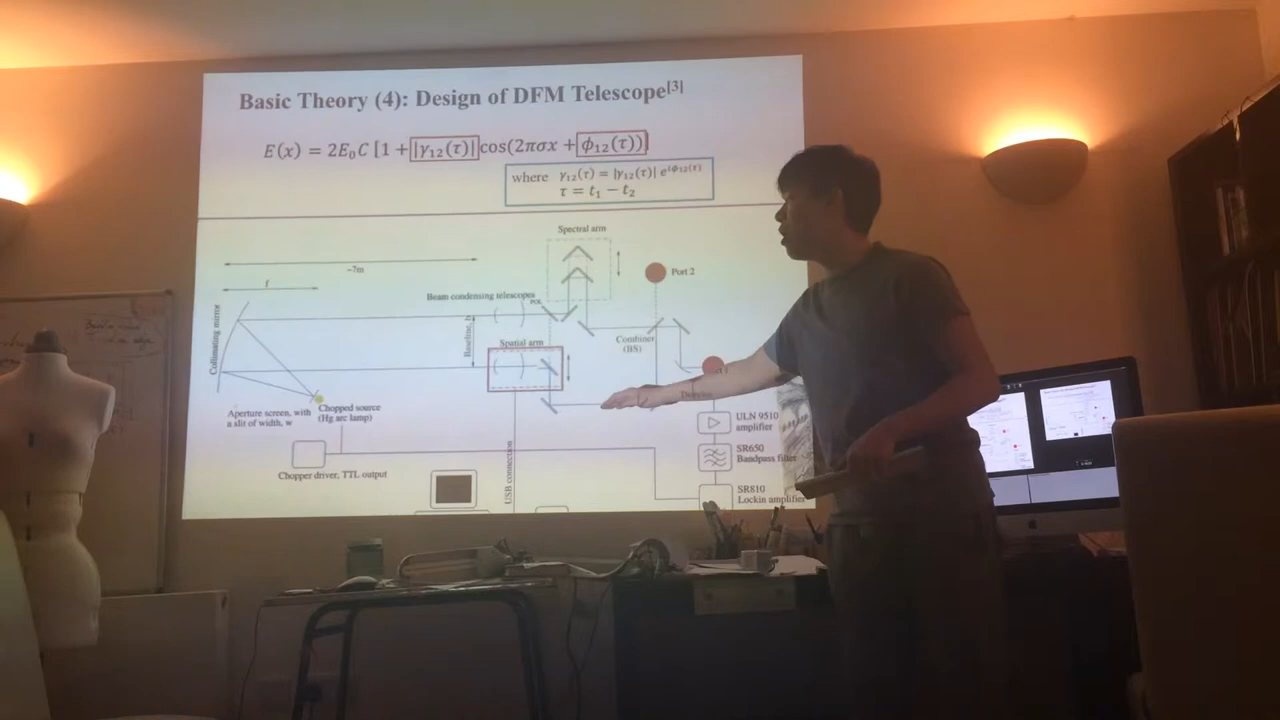 Basic Theory (4): Design of DFM Telescope[3]
E(x) = 2E₀C [1 + |γ₁₂(τ)| cos(2πσx + ϕ₁₂(τ))]
where γ₁₂(τ) = |γ₁₂(τ)| e^{iϕ₁₂(τ)}
τ = t₁ − t₂
Spectral arm
~7m
Port 2
f
Beam condensing telescopes
Collimating mirror
Baseline, b
Spatial arm
Combiner
(BS)
Aperture screen, with
a slit of width, w
Chopped source
(Hg arc lamp)
ULN 9510
amplifier
SR650
Bandpass filter
Chopper driver, TTL output
USB connection
SR810
Lockin amplifier